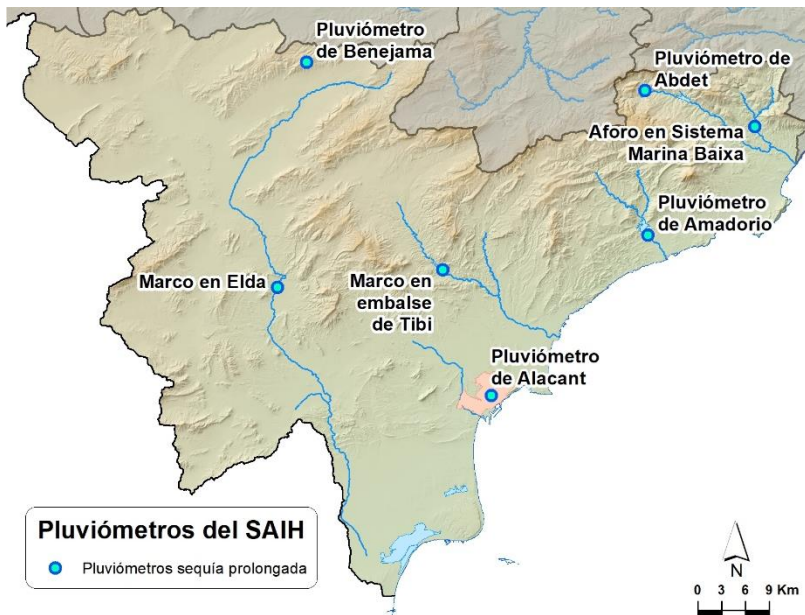 Pluviómetro
de Benejama
Pluviómetro de
Abdet
Aforo en Sistema
Marina Baixa
Pluviómetro
de Amadorio
Marco en Elda
Marco en
embalse
de Tibi
Pluviómetro
de Alacant
Pluviómetros del SAIH
Pluviómetros sequía prolongada
N
0 3 6 9 Km